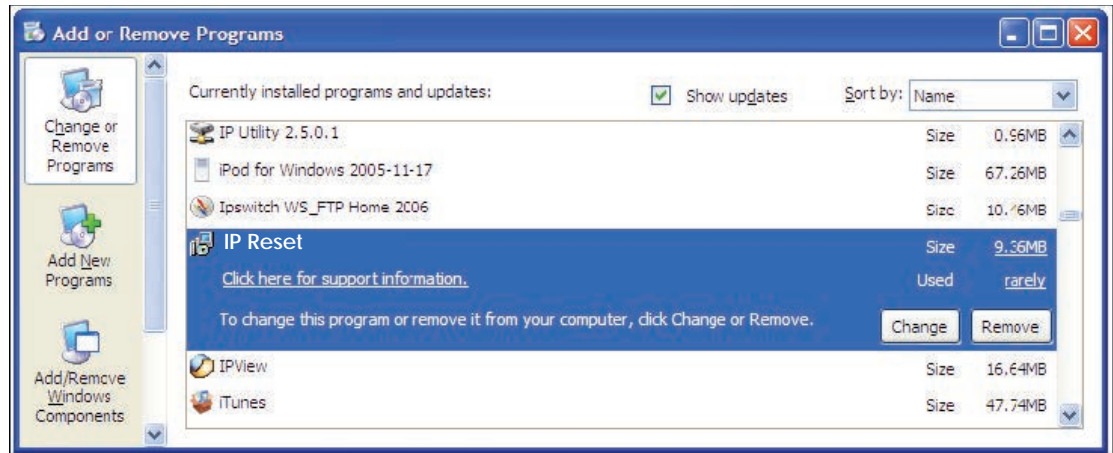 Add or Remove Programs
Change or
Remove
Programs
Add New
Programs
Add/Remove
Windows
Components
Currently installed programs and updates:
Show updates
Sort by: Name
IP Utility 2.5.0.1 Size 0.96MB
iPod for Windows 2005-11-17 Size 67.26MB
Ipswitch WS_FTP Home 2006 Size
IP Reset Size 9.36MB
Click here for support information. Used rarely
To change this program or remove it from your computer, click Change or Remove. Change Remove
IPView Size 16.64MB
iTunes Size 47.74MB